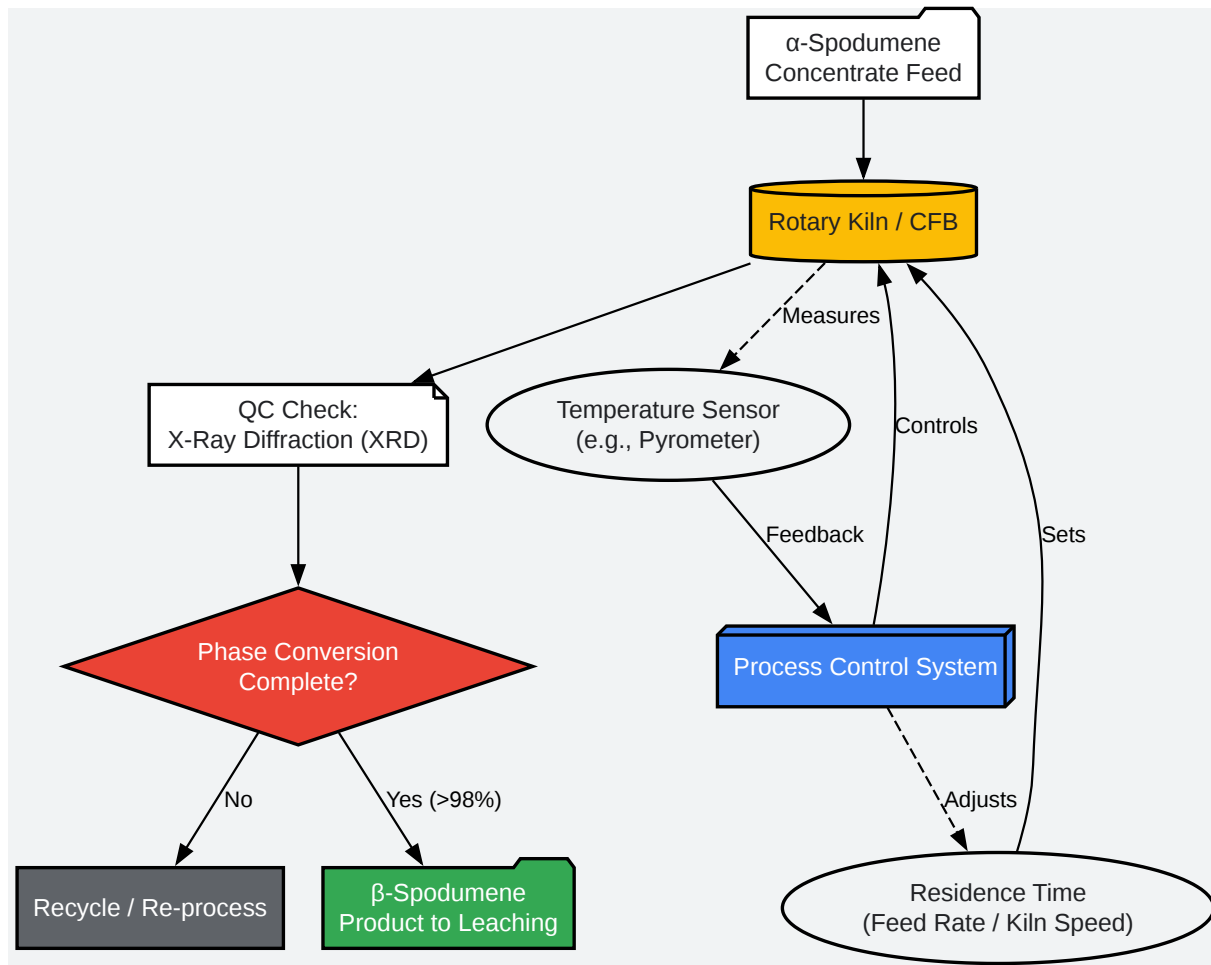 α-Spodumene
Concentrate Feed
Rotary Kiln / CFB
Measures
QC Check:
X-Ray Diffraction (XRD)
Temperature Sensor
(e.g., Pyrometer)
Controls
Feedback
Sets
Phase Conversion
Complete?
Process Control System
No
Yes (>98%)
Adjusts
Recycle / Re-process
β-Spodumene
Product to Leaching
Residence Time
(Feed Rate / Kiln Speed)